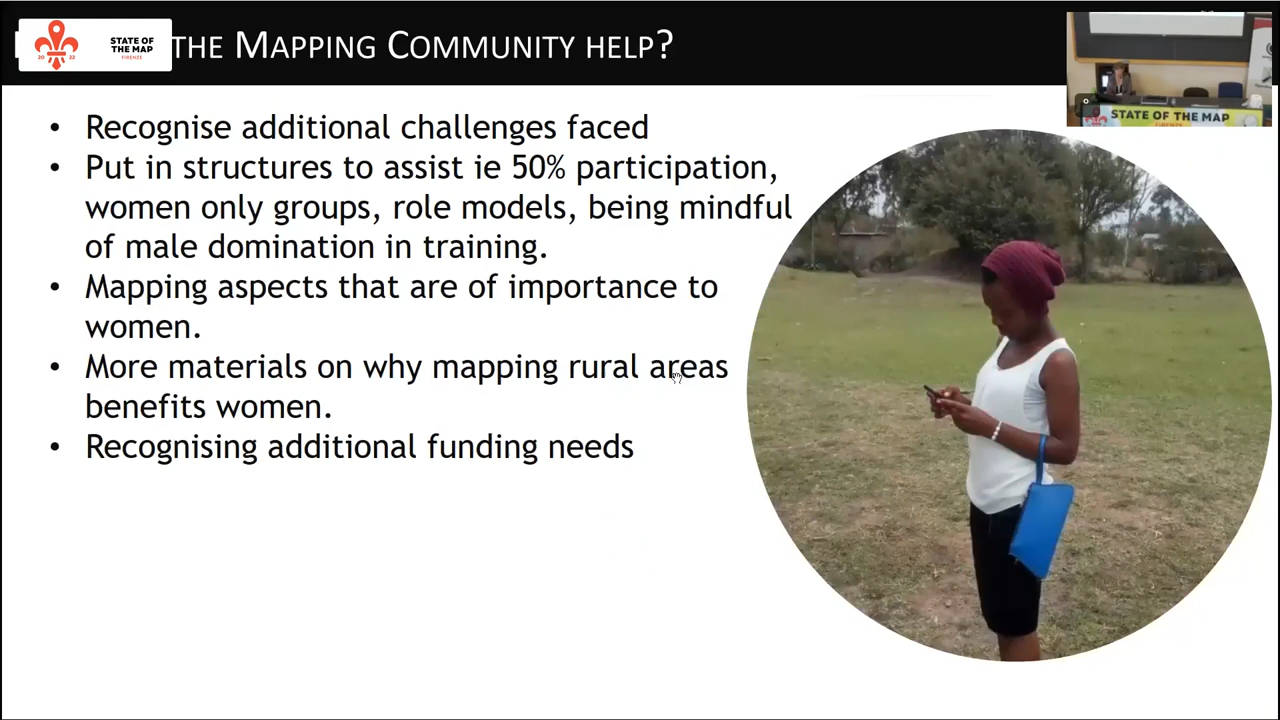 THE MAPPING COMMUNITY HELP?
STATE OF
THE MAP
FIRENZE
2022
STATE OF THE MAP
FIRENZE
• Recognise additional challenges faced
• Put in structures to assist ie 50% participation,
women only groups, role models, being mindful
of male domination in training.
• Mapping aspects that are of importance to
women.
• More materials on why mapping rural areas
benefits women.
• Recognising additional funding needs